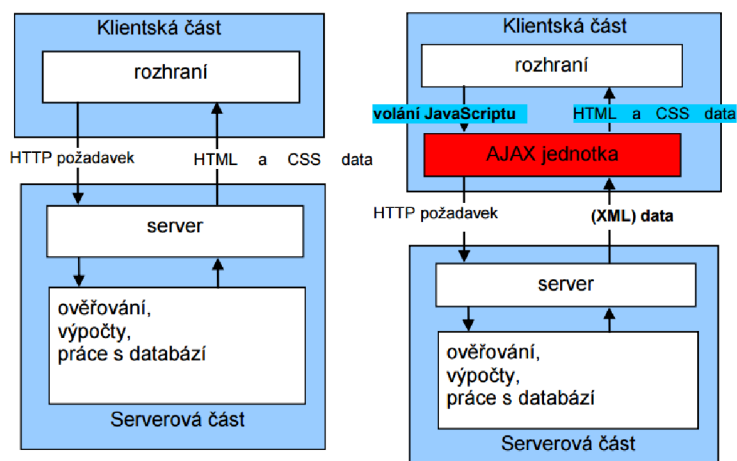 Klientská část
rozhraní
HTTP požadavek
HTML a CSS data
server
ověřování,
výpočty,
práce s databází
Serverová část
Klientská část
rozhraní
volání JavaScriptu
HTML a CSS data
AJAX jednotka
HTTP požadavek
(XML) data
server
ověřování,
výpočty,
práce s databází
Serverová část